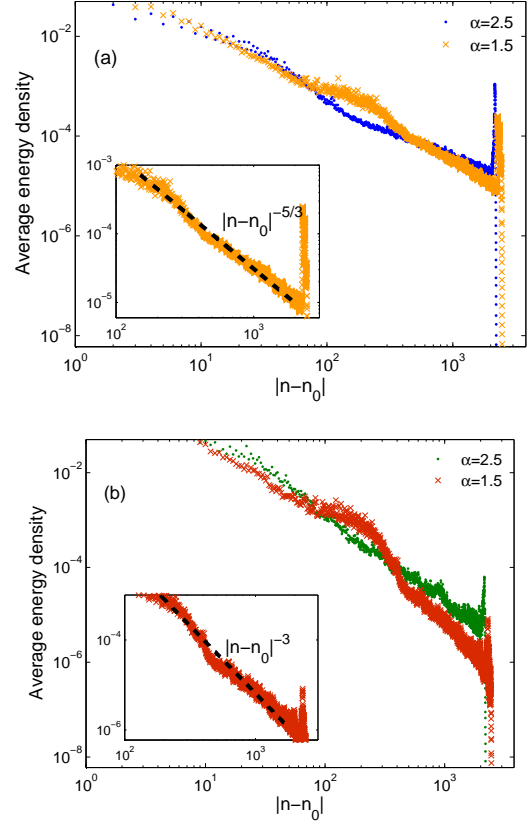 (a)
α=2.5
α=1.5
Average energy density
10⁻²
10⁻⁴
10⁻⁶
10⁻⁸
10⁰
10¹
10²
10³
|n−n₀|
10⁻³
10⁻⁴
10⁻⁵
10²
10³
|n−n₀|⁻⁵ᐟ³
(b)
α=2.5
α=1.5
Average energy density
10⁻²
10⁻⁴
10⁻⁶
10⁻⁸
10⁰
10¹
10²
10³
|n−n₀|
10⁻⁴
10⁻⁶
10²
10³
|n−n₀|⁻³